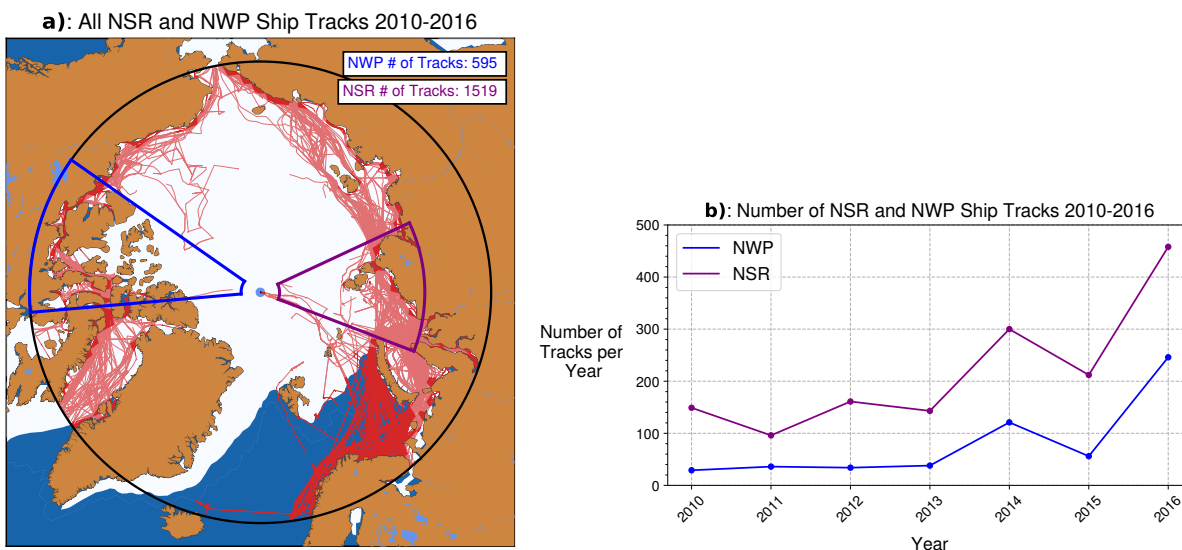 a): All NSR and NWP Ship Tracks 2010-2016
NWP # of Tracks: 595
NSR # of Tracks: 1519
b): Number of NSR and NWP Ship Tracks 2010-2016
500
400
300
200
100
0
NWP
NSR
Number of
Tracks per
Year
2010
2011
2012
2013
2014
2015
2016
Year